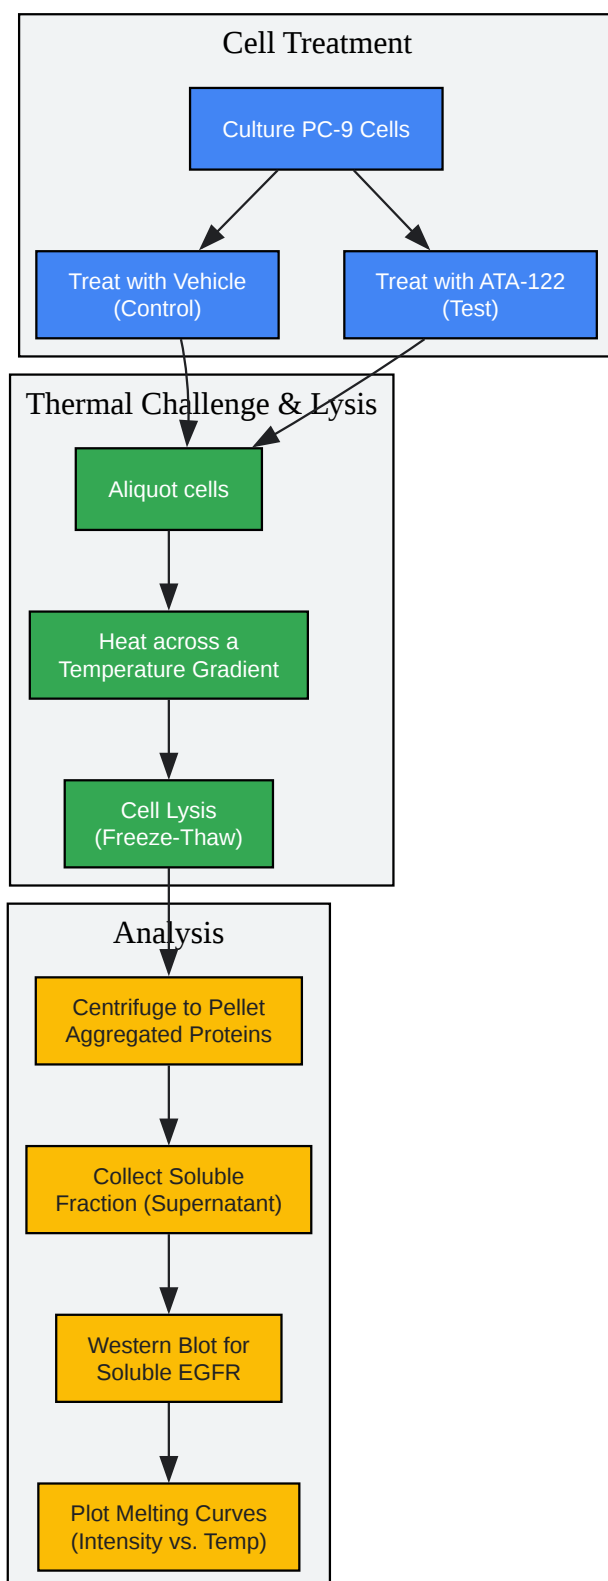 Cell Treatment
Culture PC-9 Cells
Treat with Vehicle
(Control)
Treat with ATA-122
(Test)
Thermal Challenge & Lysis
Aliquot cells
Heat across a
Temperature Gradient
Cell Lysis
(Freeze-Thaw)
Analysis
Centrifuge to Pellet
Aggregated Proteins
Collect Soluble
Fraction (Supernatant)
Western Blot for
Soluble EGFR
Plot Melting Curves
(Intensity vs. Temp)